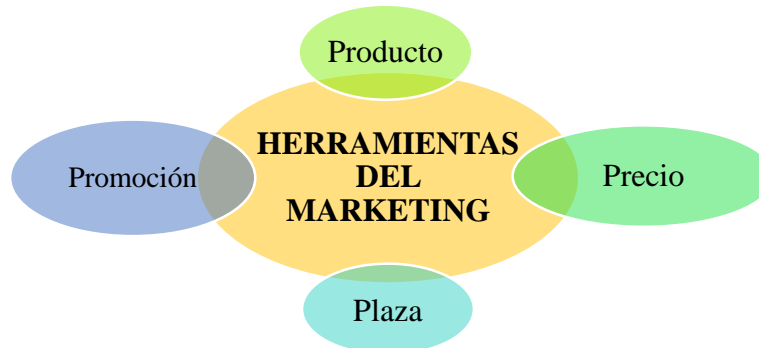 Producto
HERRAMIENTAS
DEL
MARKETING
Promoción
Precio
Plaza